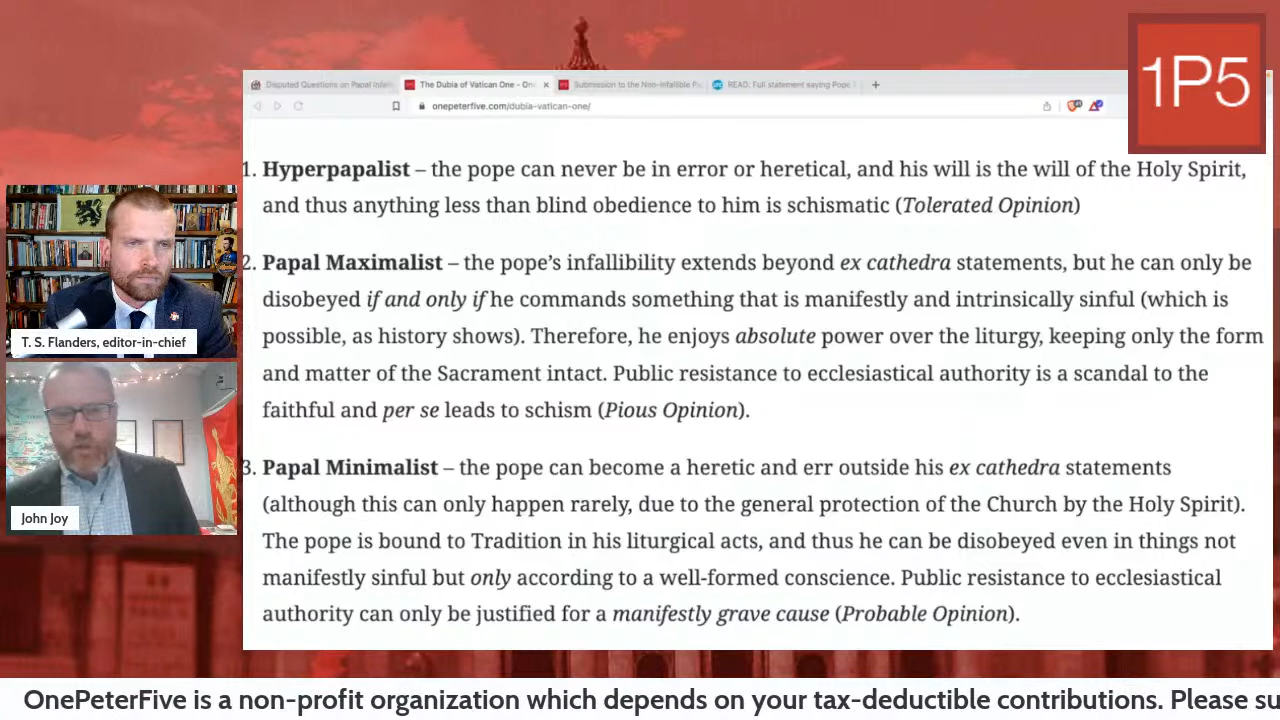 1P5
Disputed Questions on Papal Infal
The Dubia of Vatican One - One
Submission to the Non-Infallible P
READ: Full statement saying Pope
onepeterfive.com/dubia-vatican-one/
1. Hyperpapalist – the pope can never be in error or heretical, and his will is the will of the Holy Spirit,
and thus anything less than blind obedience to him is schismatic (Tolerated Opinion)
2. Papal Maximalist – the pope’s infallibility extends beyond ex cathedra statements, but he can only be
disobeyed if and only if he commands something that is manifestly and intrinsically sinful (which is
possible, as history shows). Therefore, he enjoys absolute power over the liturgy, keeping only the form
and matter of the Sacrament intact. Public resistance to ecclesiastical authority is a scandal to the
faithful and per se leads to schism (Pious Opinion).
3. Papal Minimalist – the pope can become a heretic and err outside his ex cathedra statements
(although this can only happen rarely, due to the general protection of the Church by the Holy Spirit).
The pope is bound to Tradition in his liturgical acts, and thus he can be disobeyed even in things not
manifestly sinful but only according to a well-formed conscience. Public resistance to ecclesiastical
authority can only be justified for a manifestly grave cause (Probable Opinion).
T. S. Flanders, editor-in-chief
John Joy
OnePeterFive is a non-profit organization which depends on your tax-deductible contributions. Please su